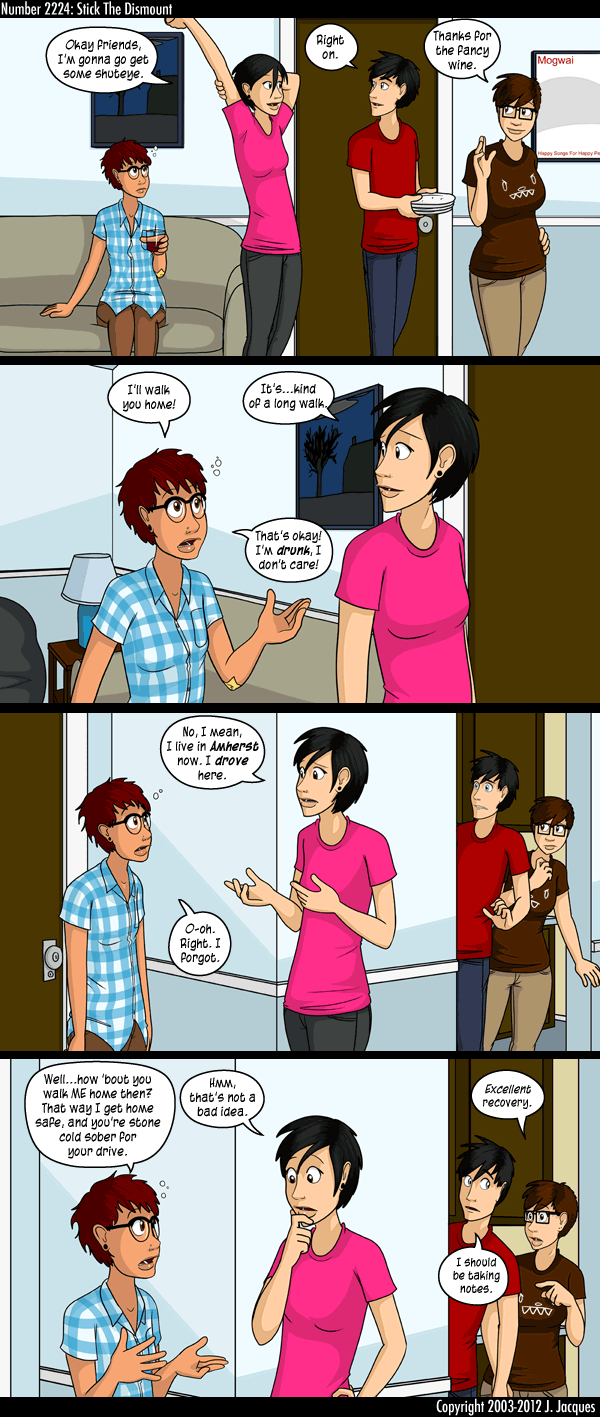 Number 2224: Stick The Dismount
Okay friends,
I'm gonna go get
some shuteye.
Right
on.
Thanks for
the fancy
wine.
Mogwai
Happy Songs For Happy Pe
I'll walk
you home!
It's...kind
of a long walk.
That's okay!
I'm drunk, I
don't care!
No, I mean,
I live in Amherst
now. I drove
here.
O-oh.
Right. I
forgot.
Well...how 'bout you
walk ME home then?
That way I get home
safe, and you're stone
cold sober for
your drive.
Hmm,
that's not a
bad idea.
Excellent
recovery.
I should
be taking
notes.
Copyright 2003-2012 J. Jacques